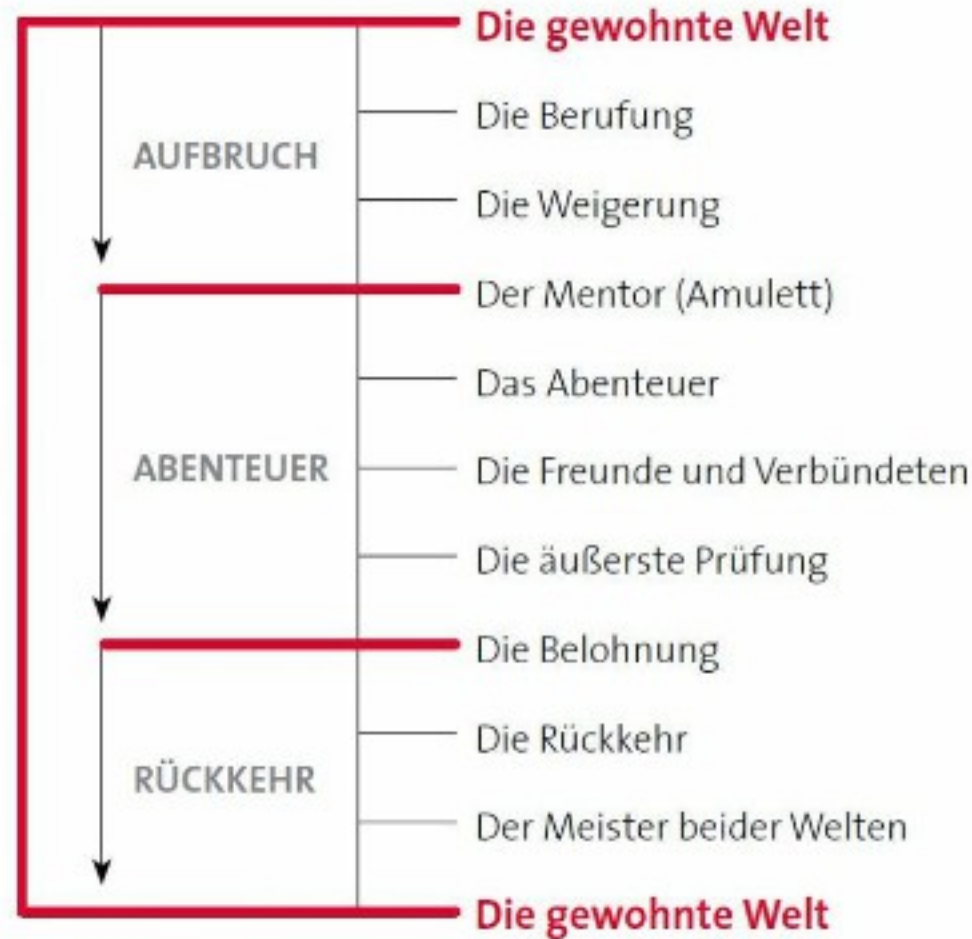 Die gewohnte Welt
Die Berufung
AUFBRUCH
Die Weigerung
Der Mentor (Amulett)
Das Abenteuer
ABENTEUER
Die Freunde und Verbündeten
Die äußerste Prüfung
Die Belohnung
Die Rückkehr
RÜCKKEHR
Der Meister beider Welten
Die gewohnte Welt